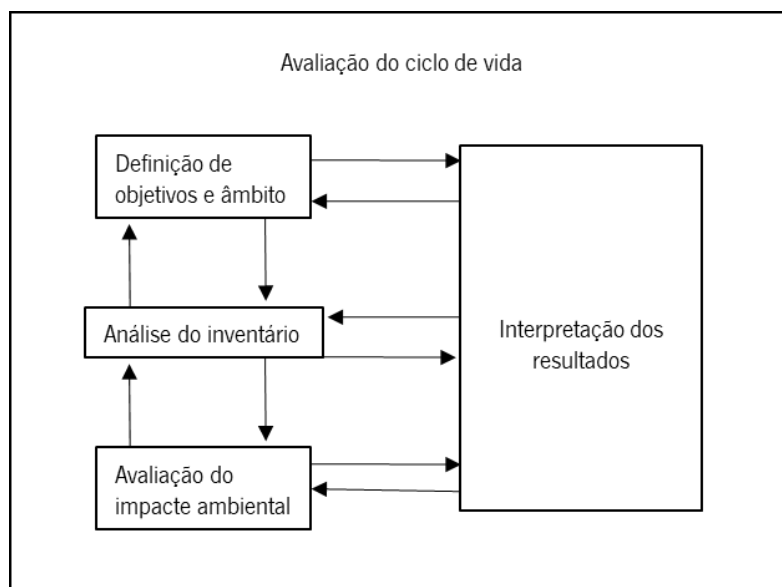 Avaliação do ciclo de vida
Definição de
objetivos e âmbito
Análise do inventário
Avaliação do
impacte ambiental
Interpretação dos
resultados